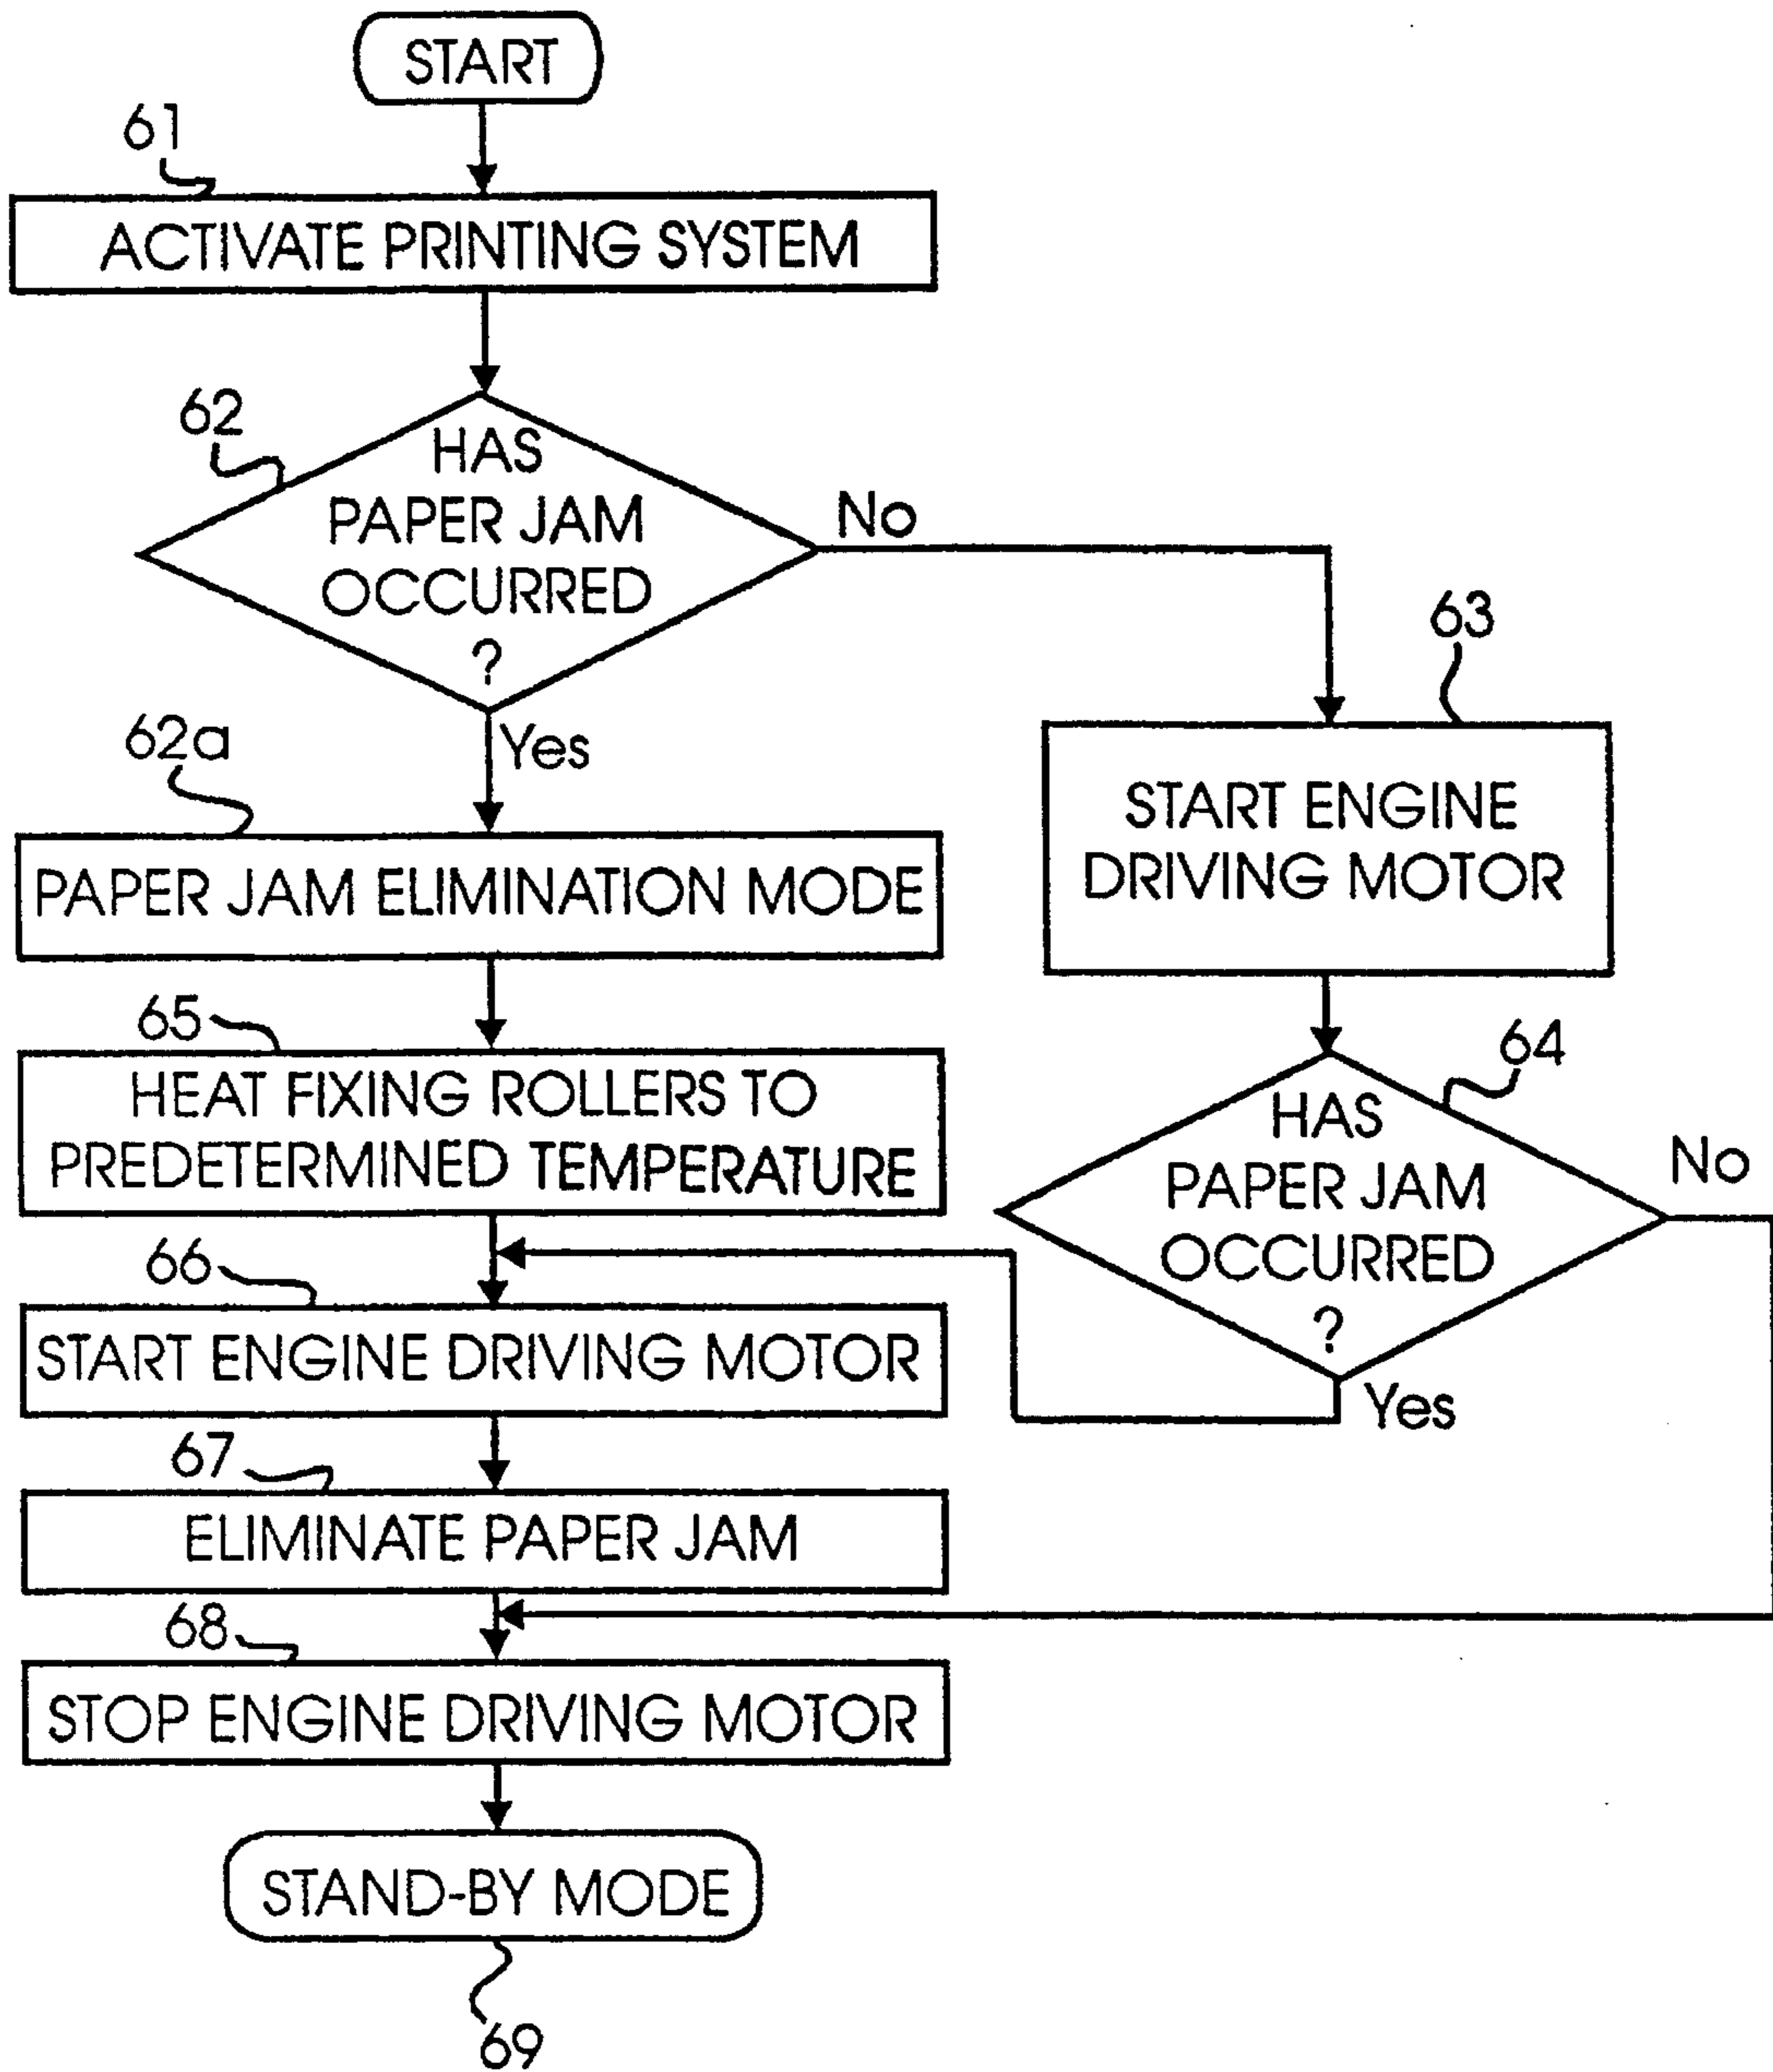 START
61
ACTIVATE PRINTING SYSTEM
62
HAS
PAPER JAM
OCCURRED
?
No
Yes
63
START ENGINE
DRIVING MOTOR
62a
PAPER JAM ELIMINATION MODE
64
HAS
PAPER JAM
OCCURRED
?
No
Yes
65
HEAT FIXING ROLLERS TO
PREDETERMINED TEMPERATURE
66
START ENGINE DRIVING MOTOR
67
ELIMINATE PAPER JAM
68
STOP ENGINE DRIVING MOTOR
STAND-BY MODE
69